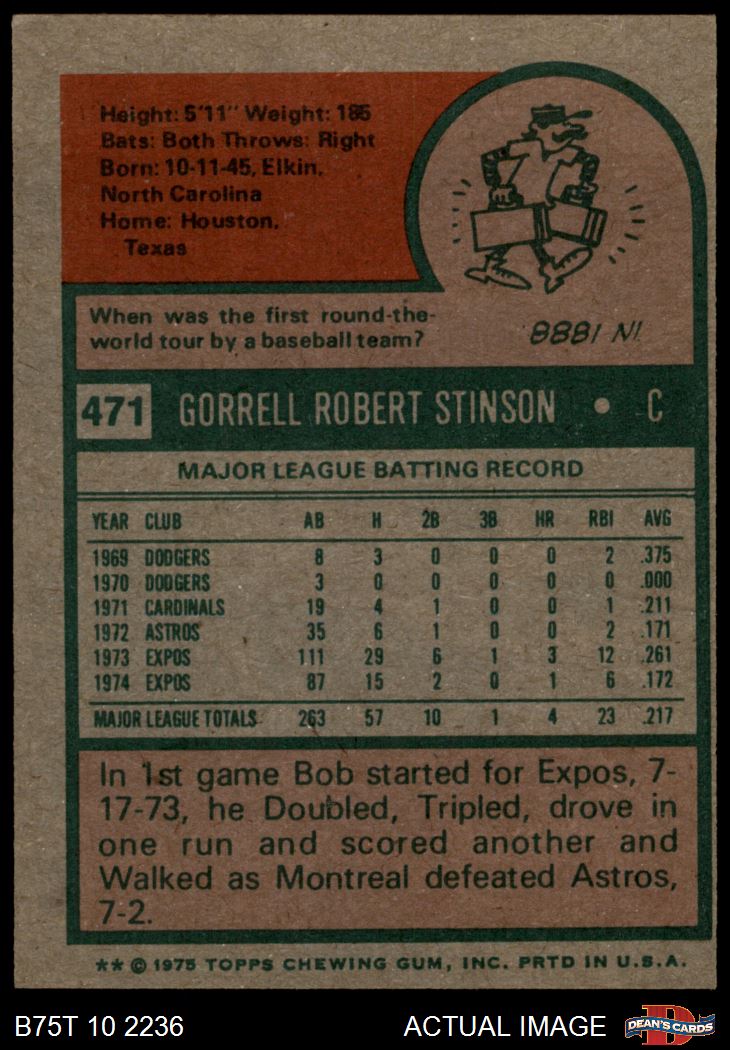 Height: 5'11" Weight: 185
Bats: Both Throws: Right
Born: 10-11-45, Elkin,
North Carolina
Home: Houston,
Texas
When was the first round-the-
world tour by a baseball team?
IN 1888
471 GORRELL ROBERT STINSON • C
MAJOR LEAGUE BATTING RECORD
YEAR CLUB AB H 2B 3B HR RBI AVG
1969 DODGERS 8 3 0 0 0 2 .375
1970 DODGERS 3 0 0 0 0 0 .000
1971 CARDINALS 19 4 1 0 0 1 .211
1972 ASTROS 35 6 1 0 0 2 .171
1973 EXPOS 111 29 6 1 3 12 .261
1974 EXPOS 87 15 2 0 1 6 .172
MAJOR LEAGUE TOTALS 263 57 10 1 4 23 .217
In 1st game Bob started for Expos, 7-
17-73, he Doubled, Tripled, drove in
one run and scored another and
Walked as Montreal defeated Astros,
7-2.
** © 1975 TOPPS CHEWING GUM, INC. PRTD IN U.S.A.
B75T 10 2236 ACTUAL IMAGE D DEAN'S CARDS